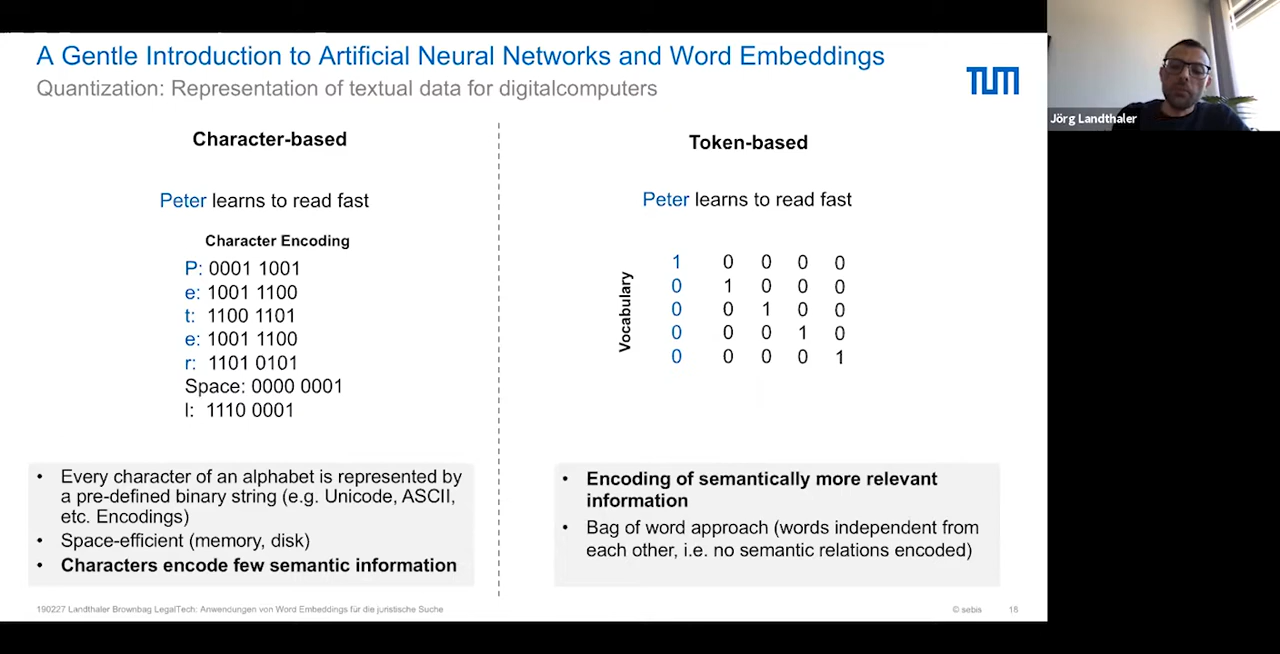 A Gentle Introduction to Artificial Neural Networks and Word Embeddings
Quantization: Representation of textual data for digitalcomputers
TUM
Jörg Landthaler
Character-based
Peter learns to read fast
Character Encoding
P: 0001 1001
e: 1001 1100
t: 1100 1101
e: 1001 1100
r: 1101 0101
Space: 0000 0001
l: 1110 0001
• Every character of an alphabet is represented by
a pre-defined binary string (e.g. Unicode, ASCII,
etc. Encodings)
• Space-efficient (memory, disk)
• Characters encode few semantic information
Token-based
Peter learns to read fast
Vocabulary
1 0 0 0 0
0 1 0 0 0
0 0 1 0 0
0 0 0 1 0
0 0 0 0 1
• Encoding of semantically more relevant
information
• Bag of word approach (words independent from
each other, i.e. no semantic relations encoded)
190227 Landthaler Brownbag LegalTech: Anwendungen von Word Embeddings für die juristische Suche
© sebis
16